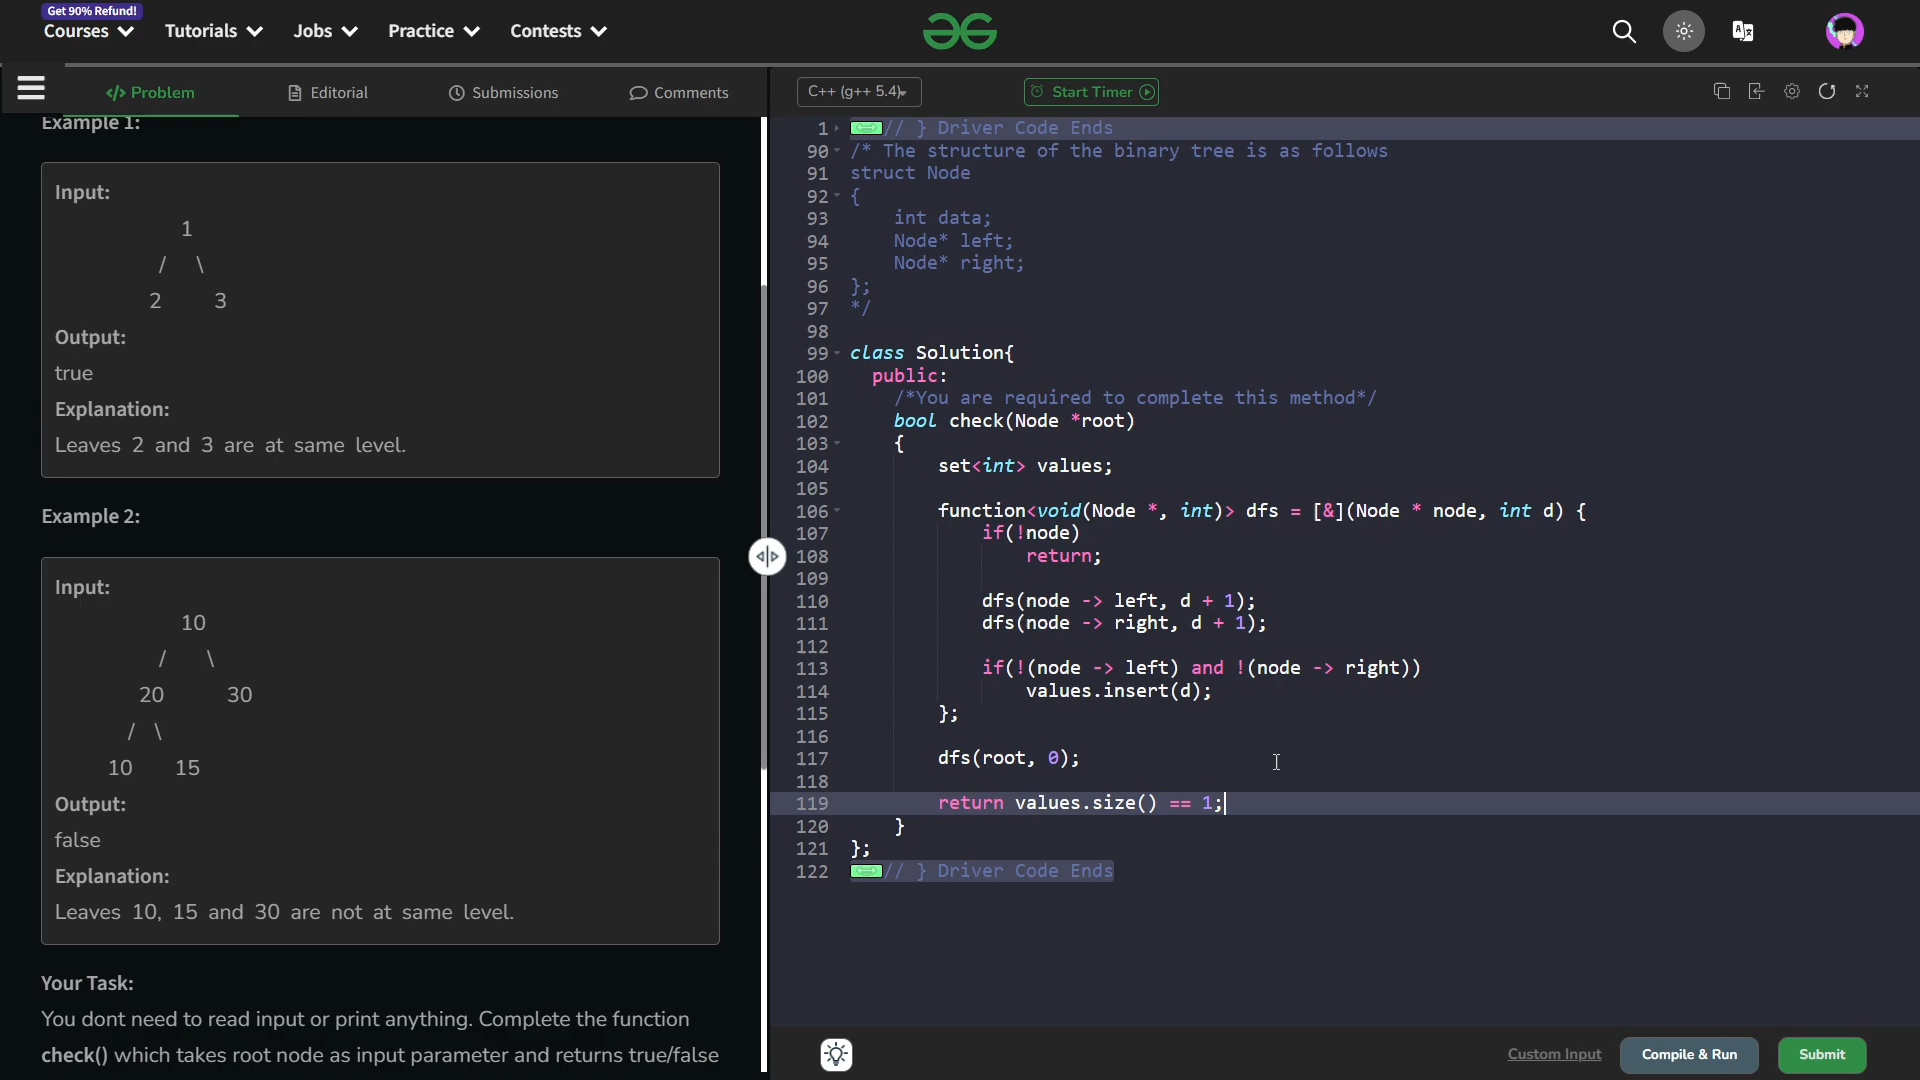 Get 90% Refund!
Courses Tutorials Jobs Practice Contests
</> Problem Editorial Submissions Comments
C++ (g++ 5.4) Start Timer
Example 1:
Input:
1
/ \
2 3
Output:
true
Explanation:
Leaves 2 and 3 are at same level.
Example 2:
Input:
10
/ \
20 30
/ \
10 15
Output:
false
Explanation:
Leaves 10, 15 and 30 are not at same level.
Your Task:
You dont need to read input or print anything. Complete the function
check() which takes root node as input parameter and returns true/false
1 // } Driver Code Ends
90 /* The structure of the binary tree is as follows
91 struct Node
92 {
93 int data;
94 Node* left;
95 Node* right;
96 };
97 */
98
99 class Solution{
100 public:
101 /*You are required to complete this method*/
102 bool check(Node *root)
103 {
104 set<int> values;
105
106 function<void(Node *, int)> dfs = [&](Node * node, int d) {
107 if(!node)
108 return;
109
110 dfs(node -> left, d + 1);
111 dfs(node -> right, d + 1);
112
113 if(!(node -> left) and !(node -> right))
114 values.insert(d);
115 };
116
117 dfs(root, 0);
118
119 return values.size() == 1;
120 }
121 };
122 // } Driver Code Ends
Custom Input Compile & Run Submit